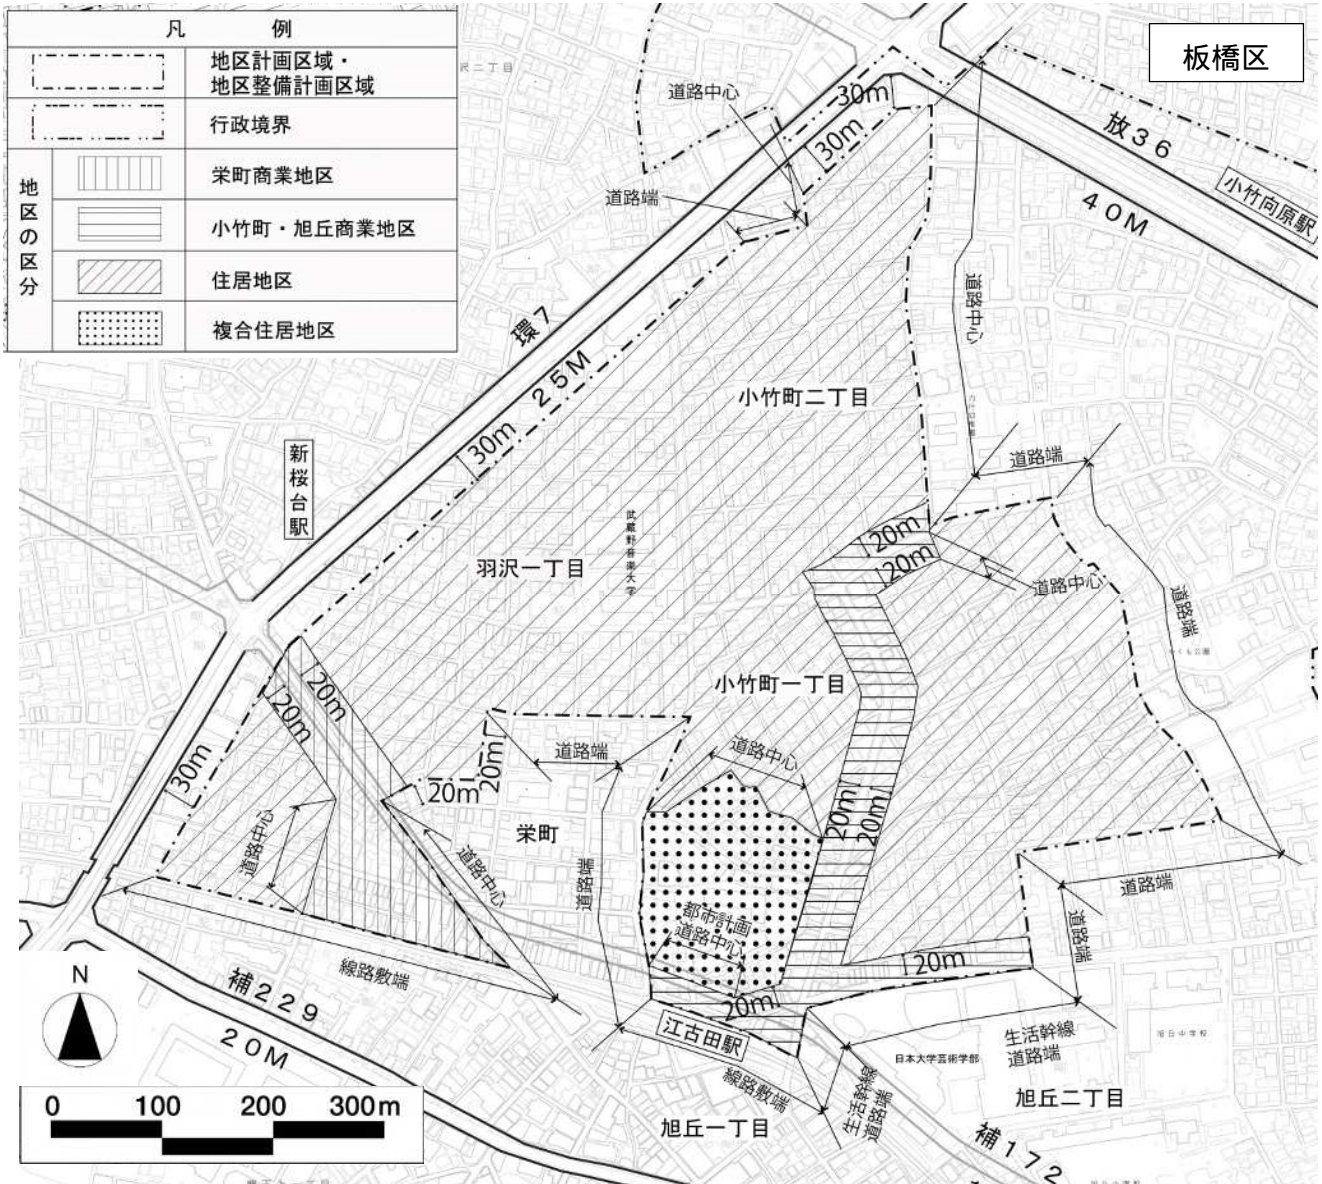 凡 例
地区計画区域・
地区整備計画区域
行政境界
地区の区分
栄町商業地区
小竹町・旭丘商業地区
住居地区
複合住居地区
板橋区
沢二丁目
道路中心
30m
30m
放36
小竹向原駅
40M
道路端
道路中心
環7
25M
小竹町二丁目
30m
新桜台駅
道路端
武蔵野音楽大学
20m
20m
羽沢一丁目
道路中心
道路端
小竹町一丁目
20m
20m
道路端
道路中心
30m
20m
20m
20m
20m
栄町
道路中心
道路中心
道路端
道路端
道路端
都市計画
道路中心
20m
線路敷端
20m
補229
20M
江古田駅
生活幹線
道路端
日本大学芸術学部
旭丘中学校
線路敷端
生活幹線
道路端
旭丘一丁目
旭丘二丁目
補172
N
0 100 200 300m